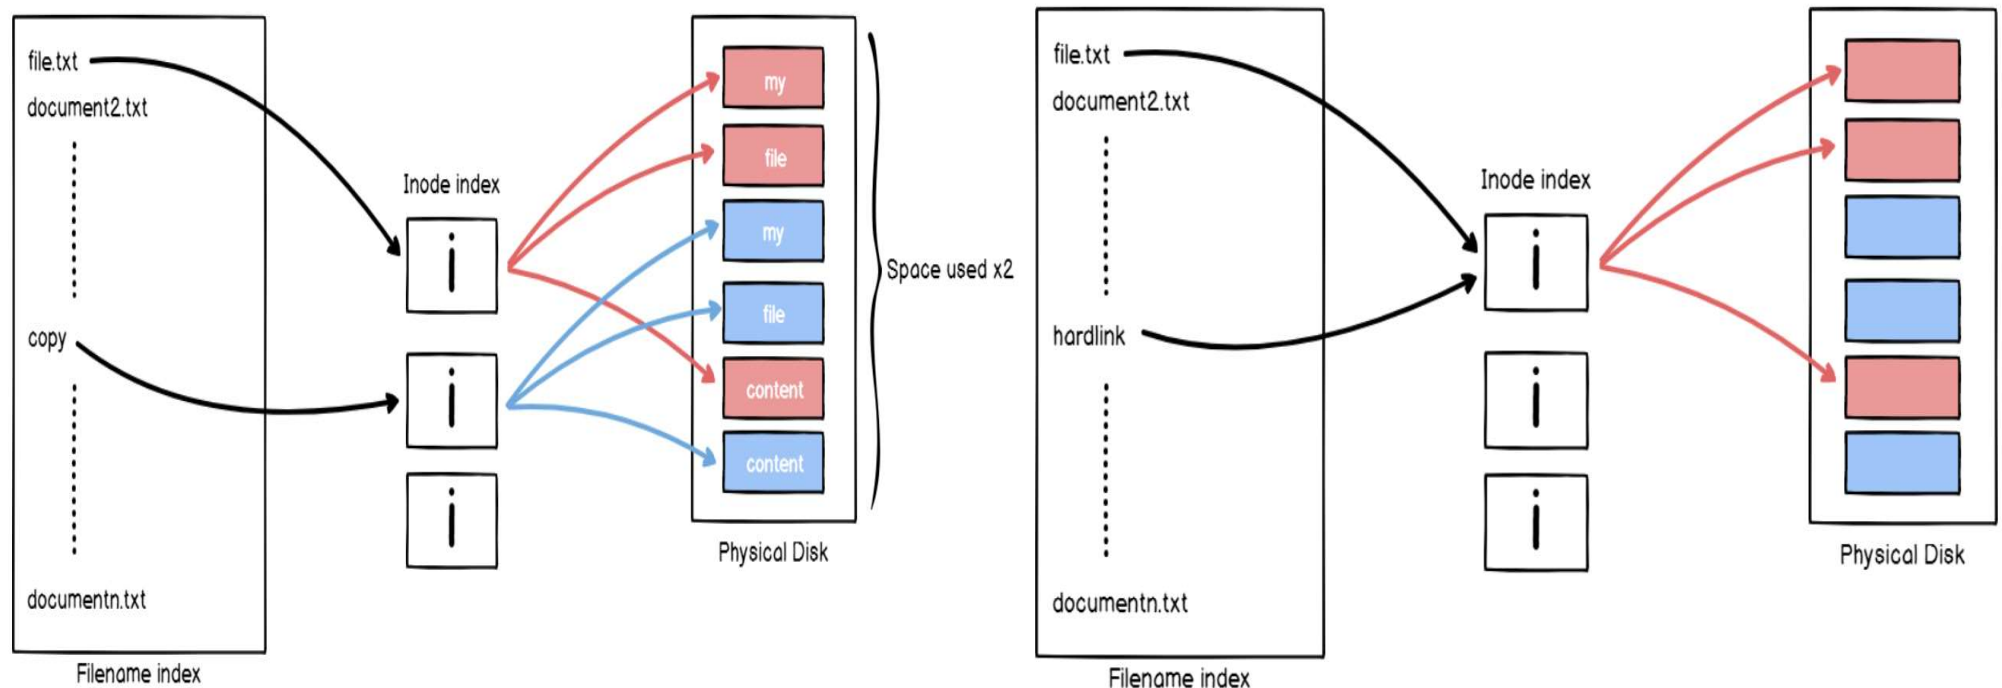 file.txt
document2.txt
copy
documentn.txt
Filename index
Inode index
i
i
i
my
file
my
file
content
content
Physical Disk
Space used x2
file.txt
document2.txt
hardlink
documentn.txt
Filename index
Inode index
i
i
i
Physical Disk